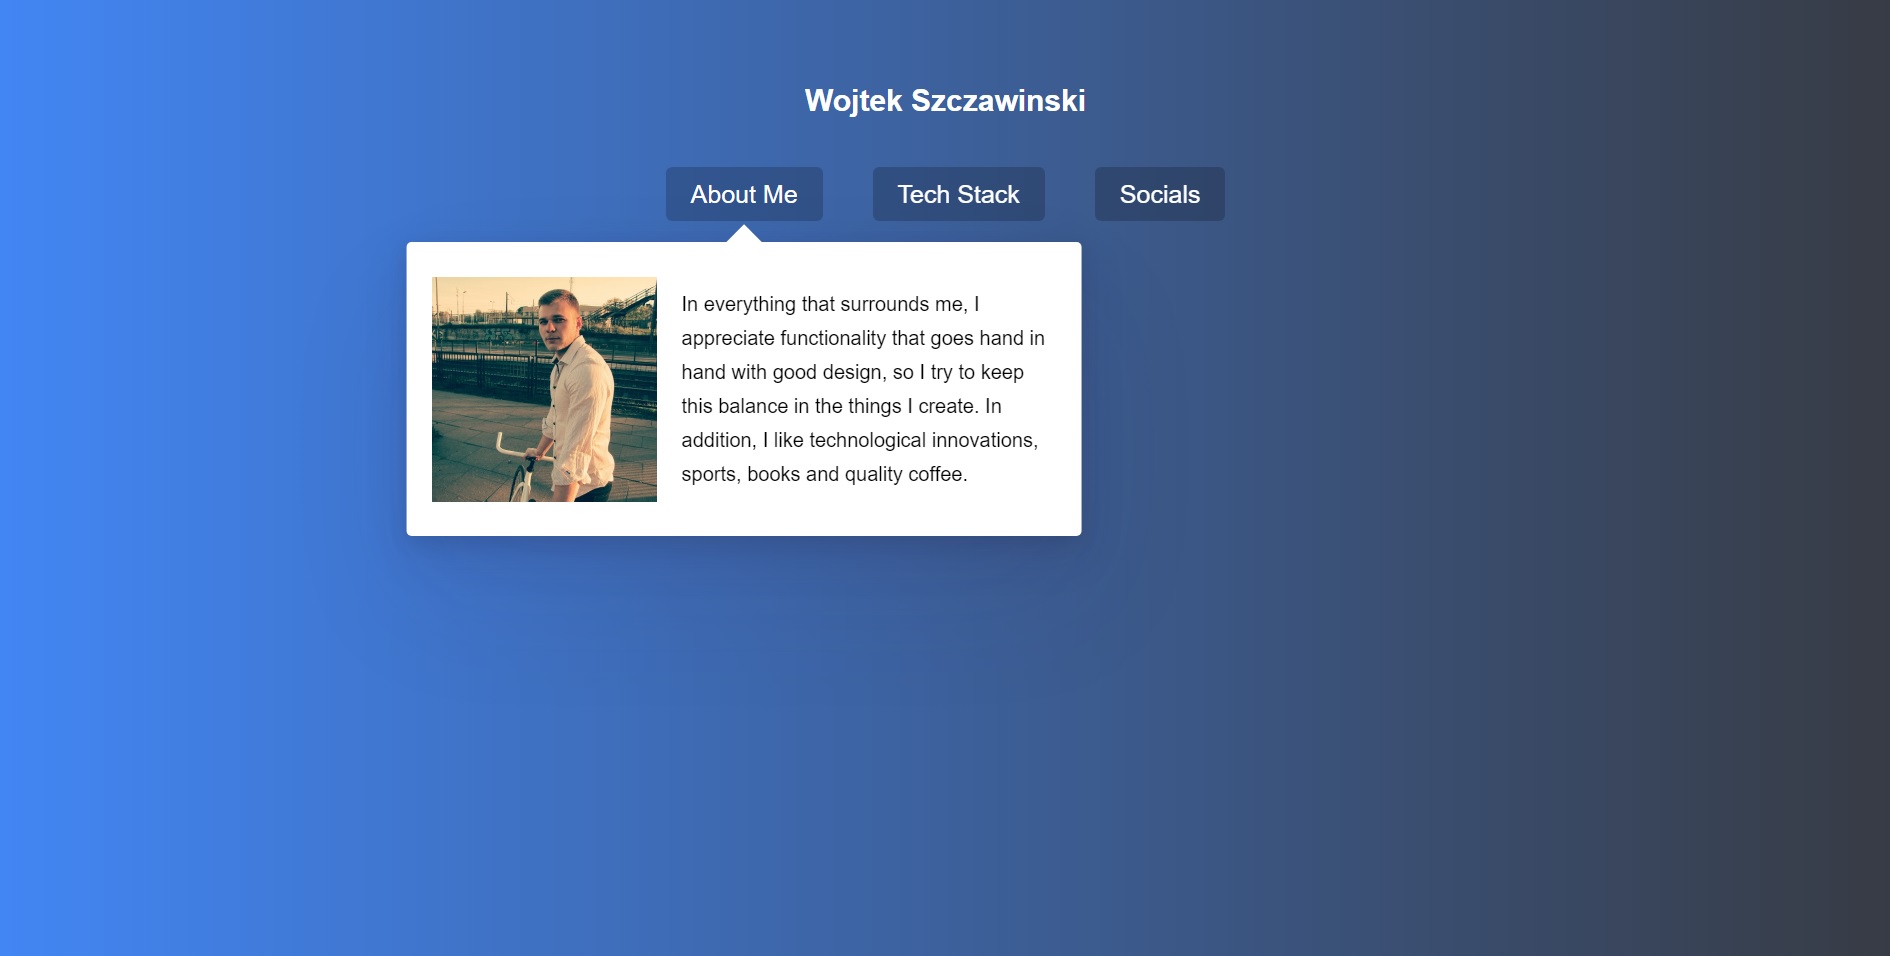 Wojtek Szczawinski
About Me
Tech Stack
Socials
In everything that surrounds me, I
appreciate functionality that goes hand in
hand with good design, so I try to keep
this balance in the things I create. In
addition, I like technological innovations,
sports, books and quality coffee.